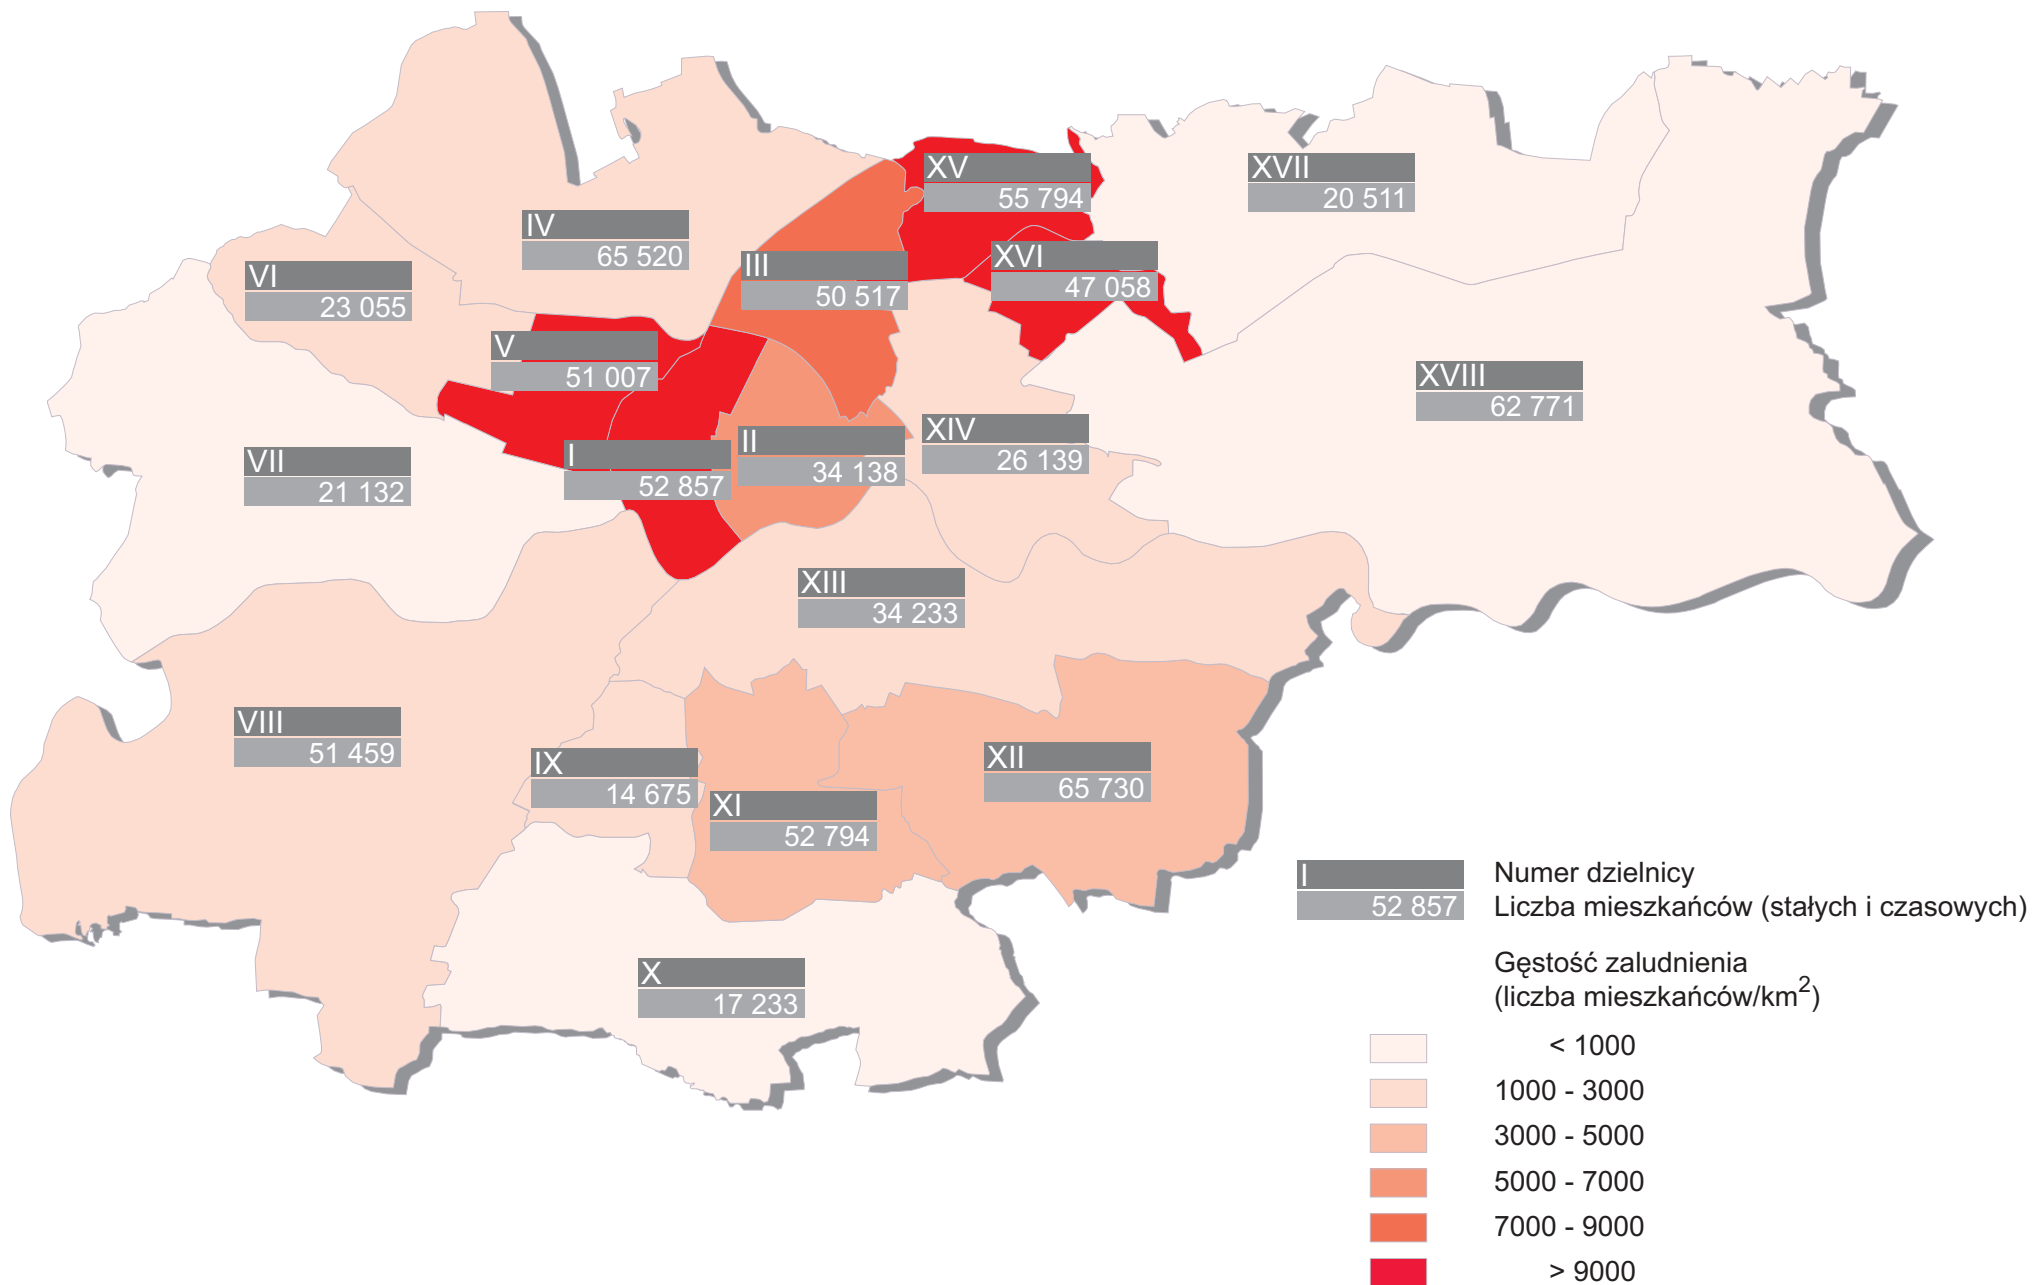 XV
55 794
XVII
20 511
IV
65 520
III
50 517
XVI
47 058
VI
23 055
V
51 007
XVIII
62 771
XIV
26 139
II
34 138
I
52 857
VII
21 132
XIII
34 233
VIII
51 459
IX
14 675
XII
65 730
XI
52 794
X
17 233
I
52 857
Numer dzielnicy
Liczba mieszkańców (stałych i czasowych)
Gęstość zaludnienia
(liczba mieszkańców/km²)
< 1000
1000 - 3000
3000 - 5000
5000 - 7000
7000 - 9000
> 9000